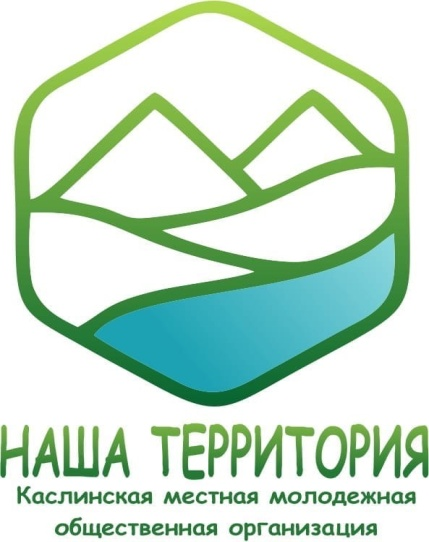 НАША ТЕРРИТОРИЯ
Каслинская местная молодежная
общественная организация